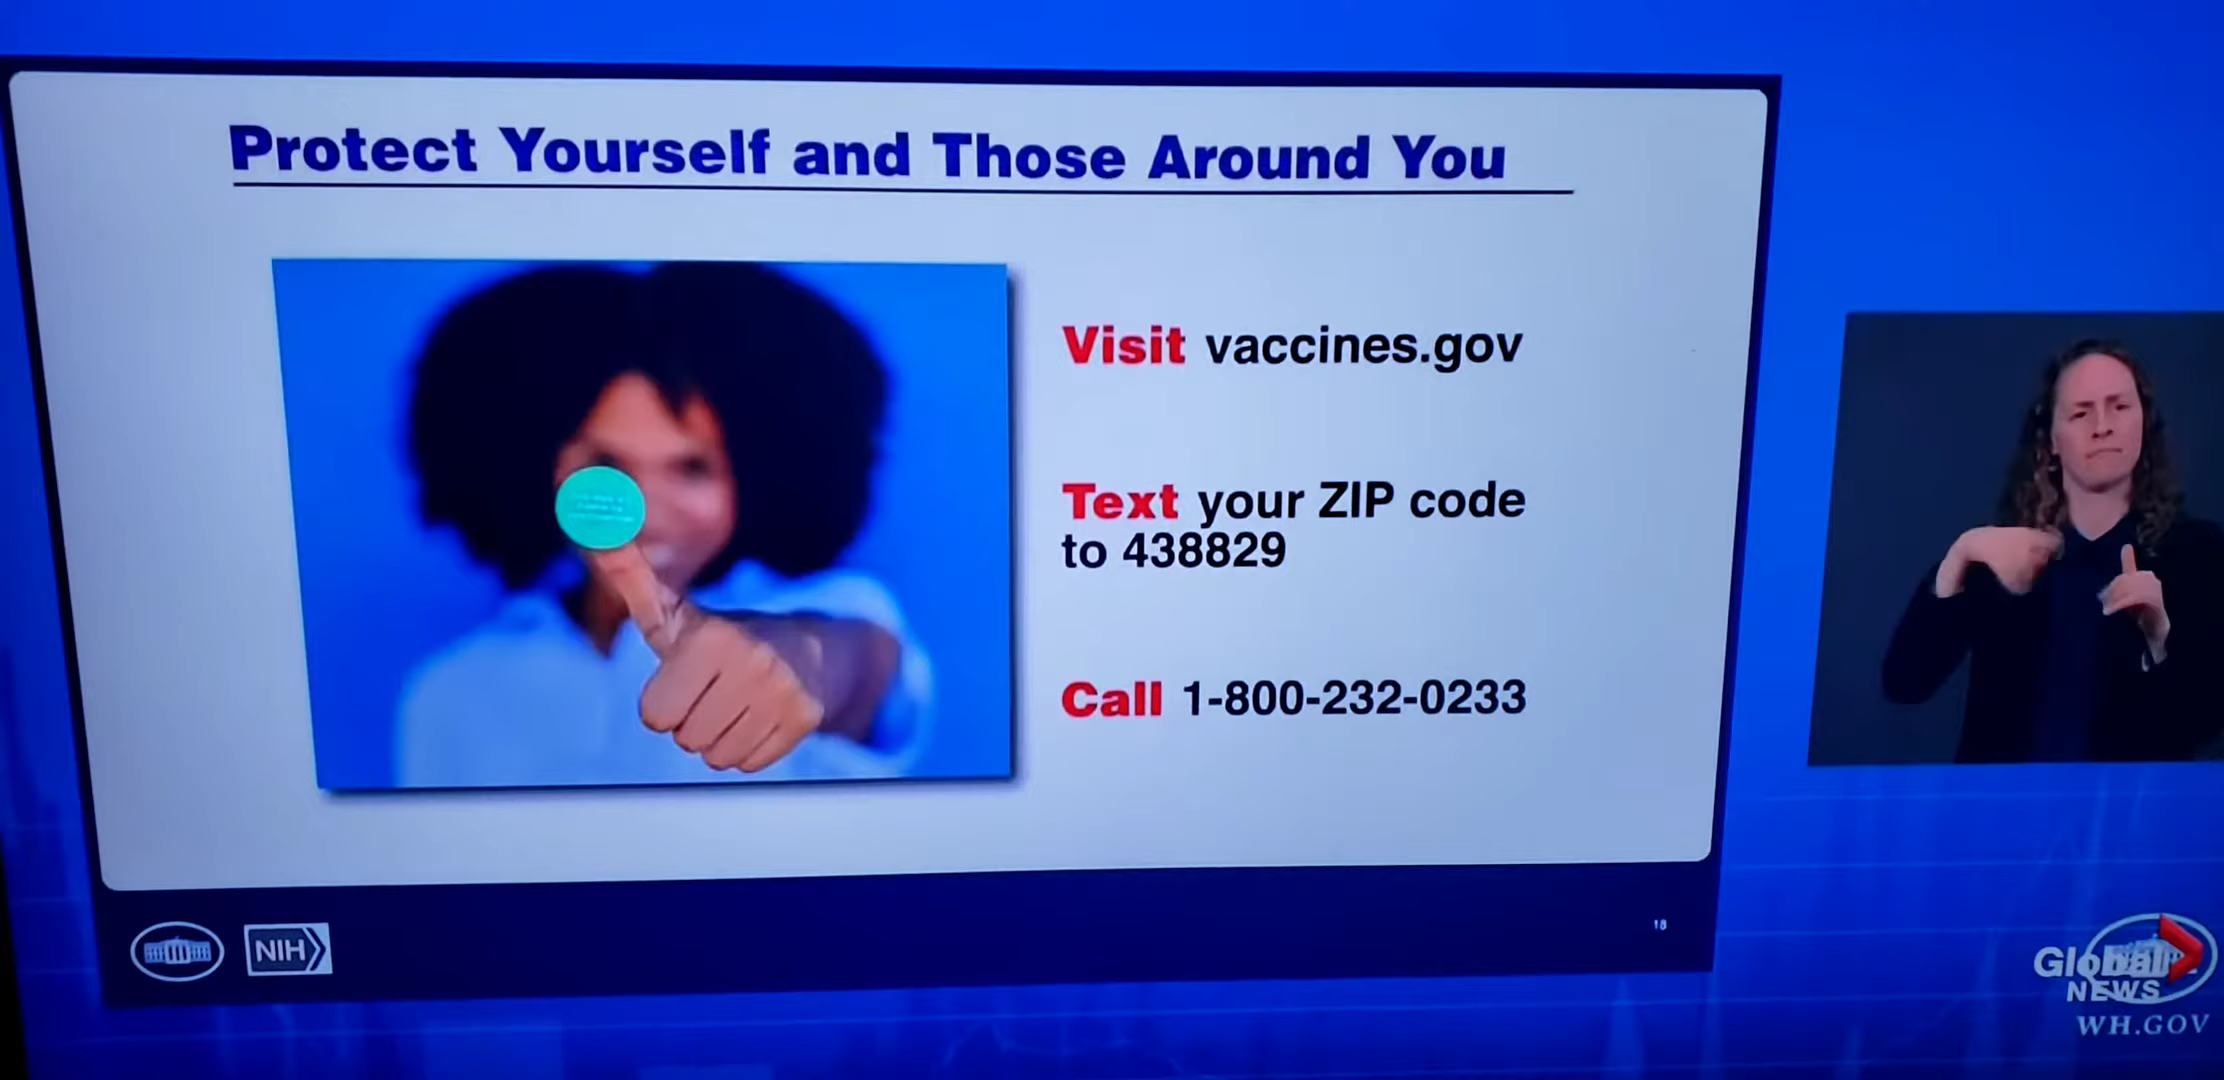 Protect Yourself and Those Around You
Visit vaccines.gov
Text your ZIP code
to 438829
Call 1-800-232-0233
NIH
18
Global
NEWS
WH.GOV